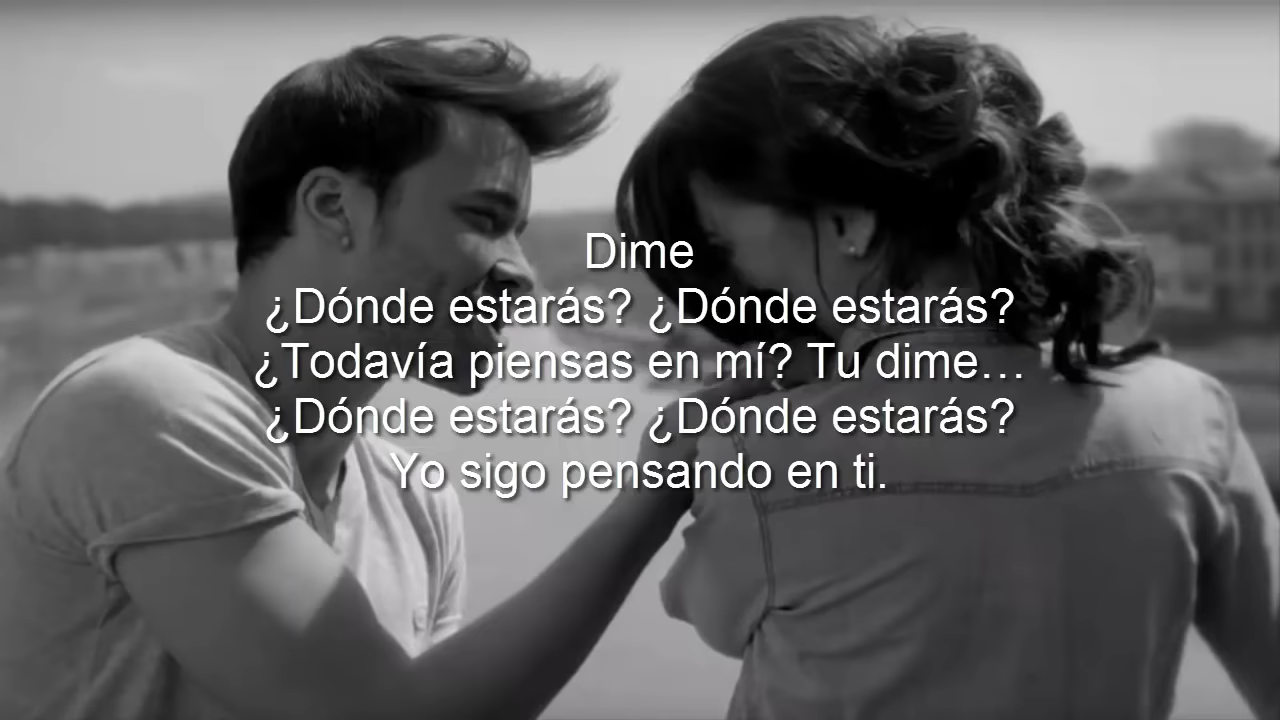 Dime
¿Dónde estarás? ¿Dónde estarás?
¿Todavía piensas en mí? Tu dime…
¿Dónde estarás? ¿Dónde estarás?
Yo sigo pensando en ti.